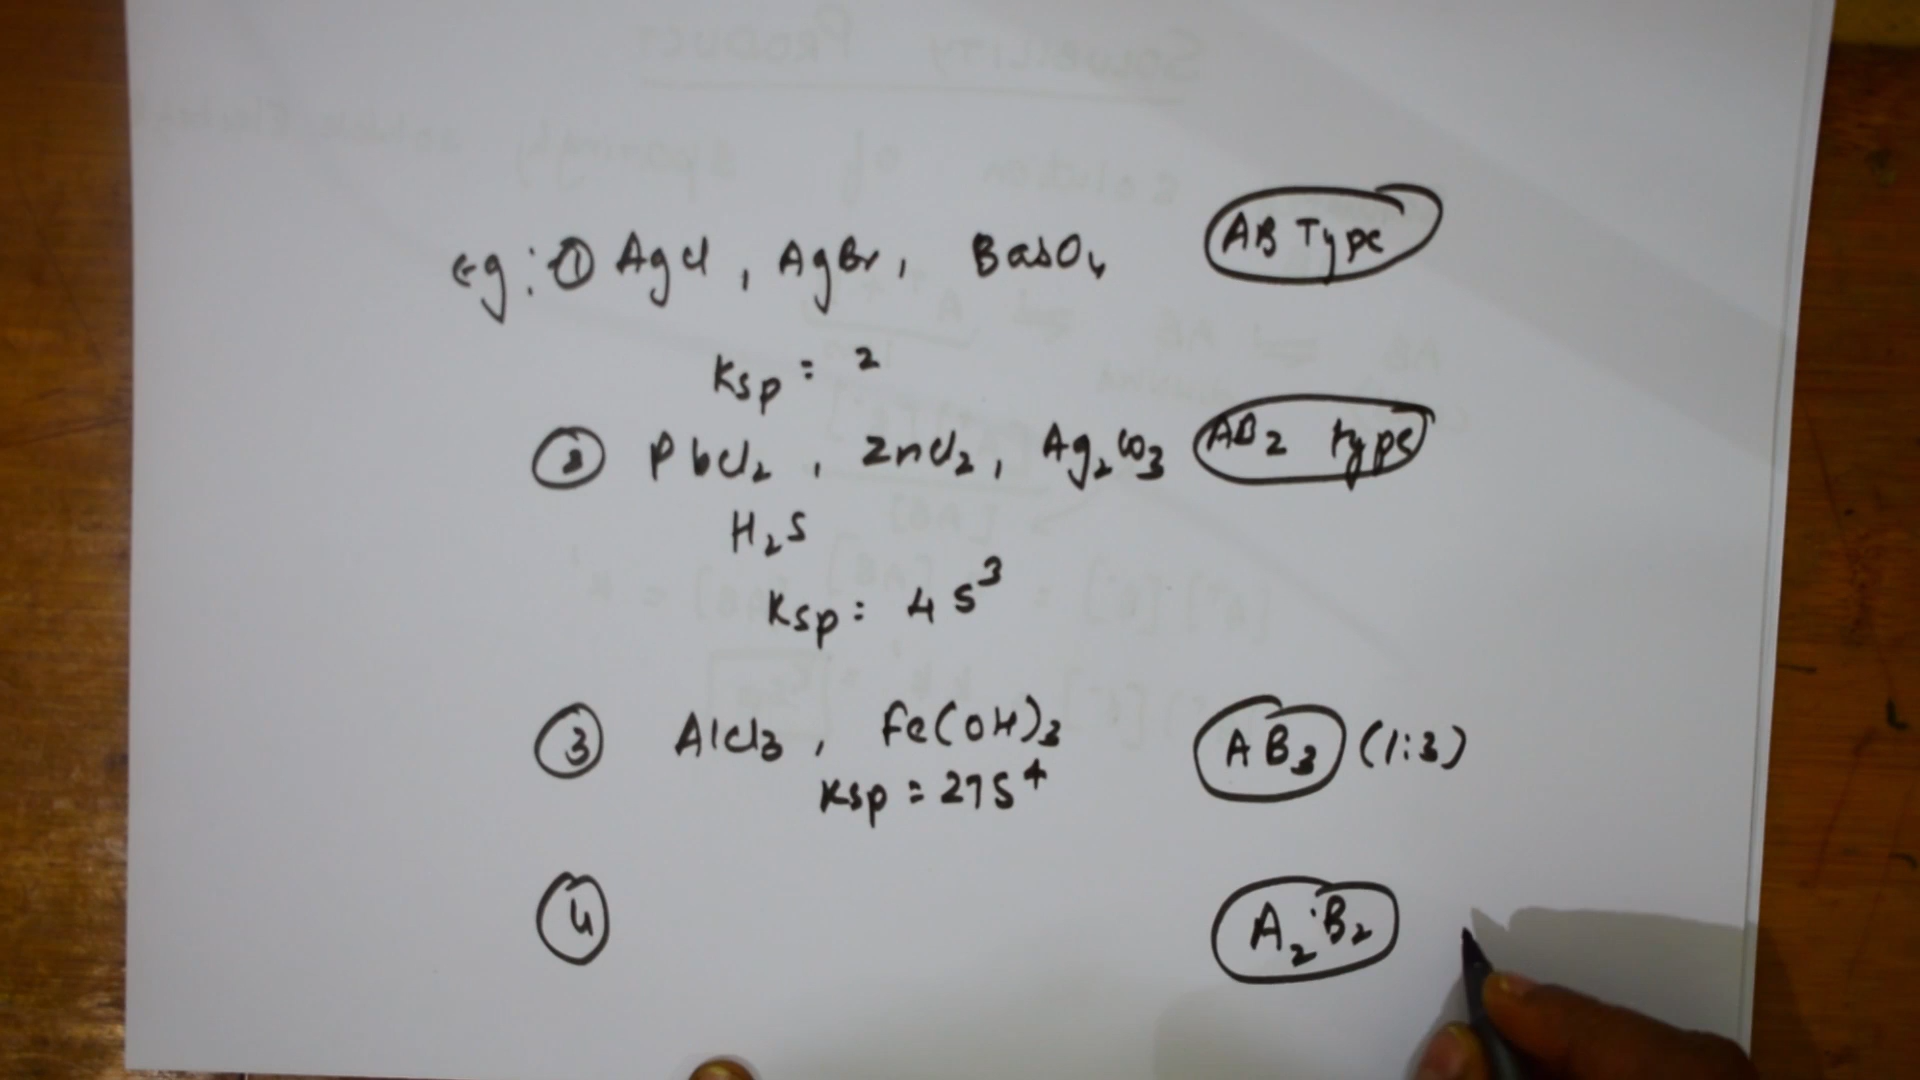 eg: ① AgCl, AgBr, BaSO₄ AB Type
Ksp = 2
② PbCl₂, ZnCl₂, Ag₂CO₃ AB₂ type
H₂S
Ksp = 4S³
③ AlCl₃, Fe(OH)₃ AB₃ (1:3)
Ksp = 27S⁴
④ A₂B₂